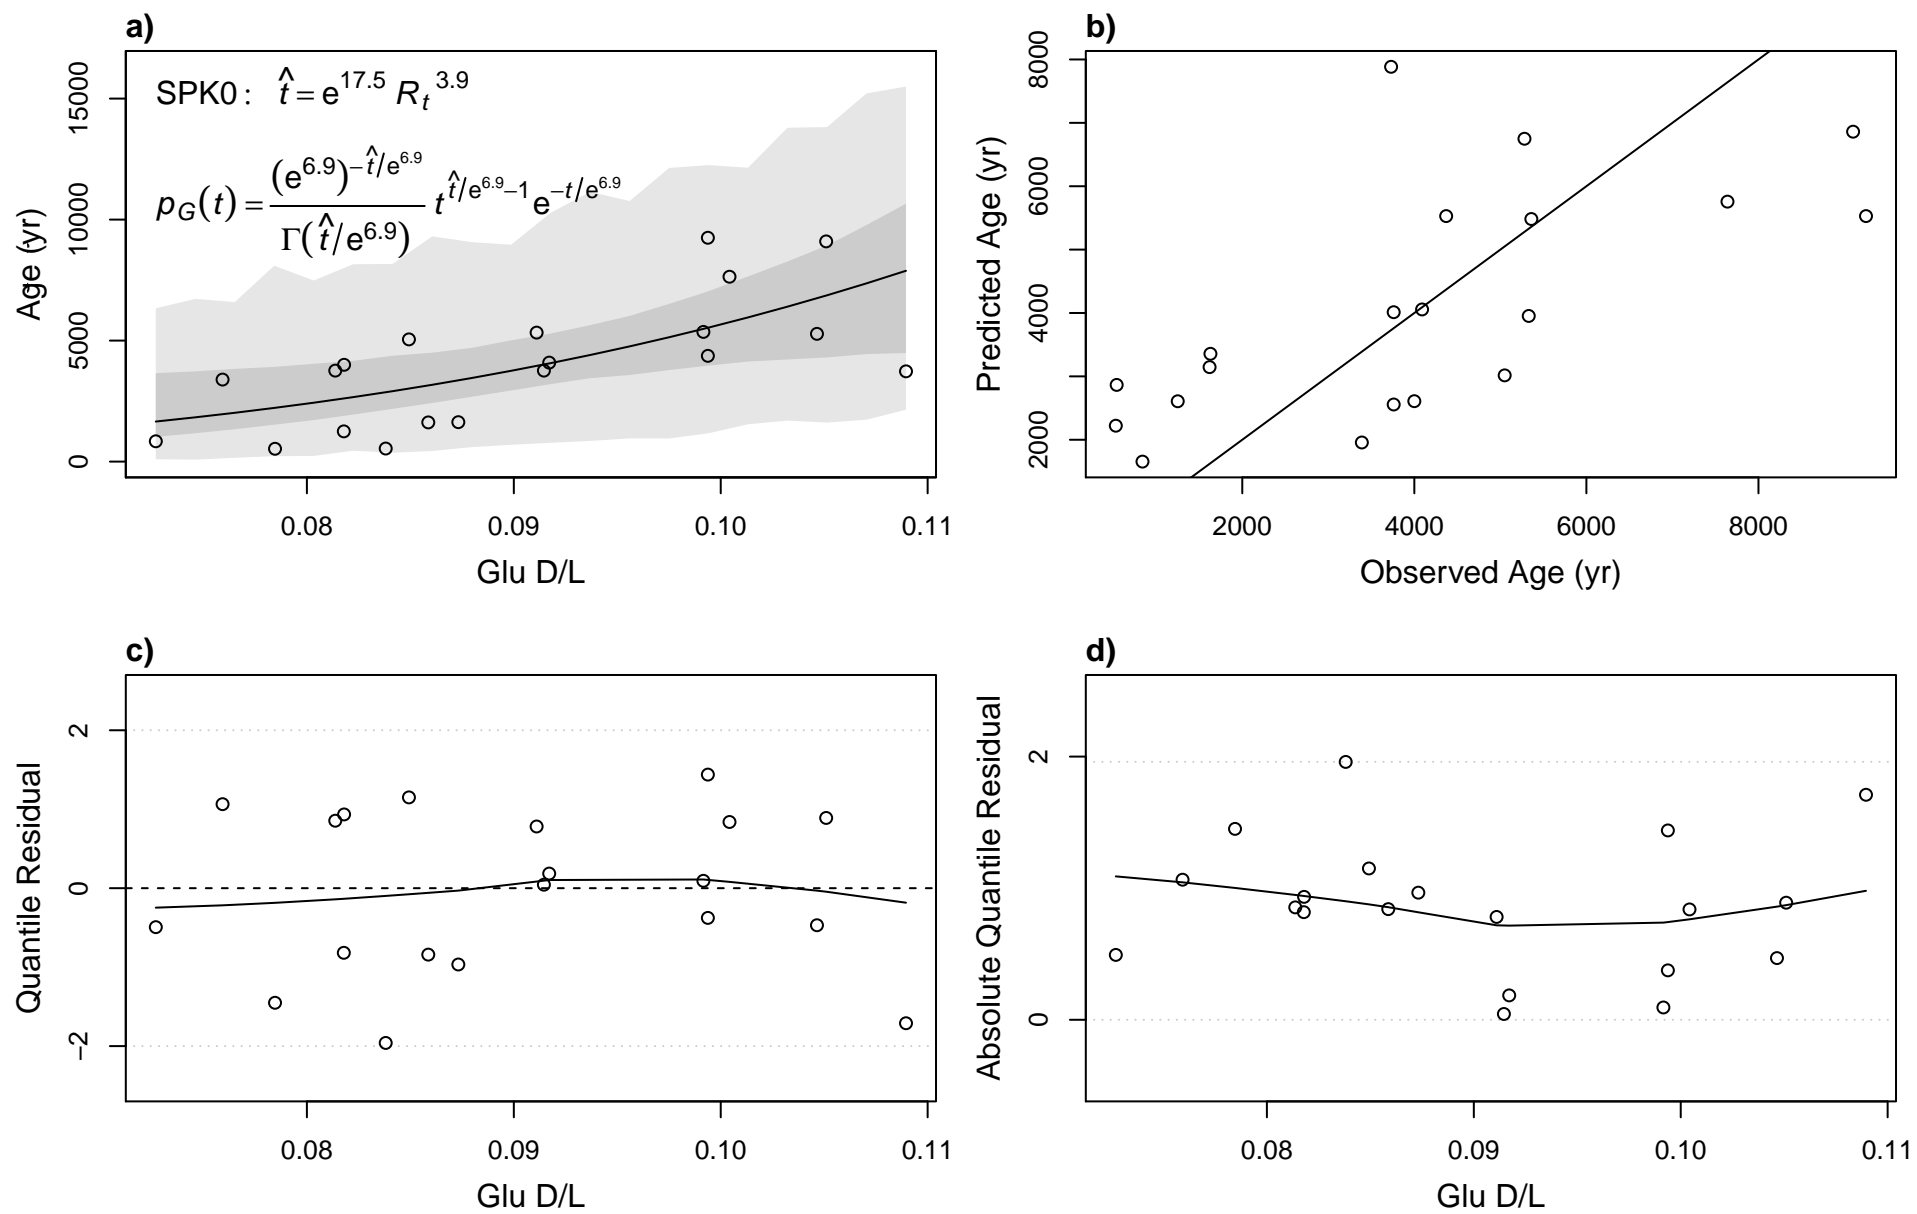 a)
SPK0: t̂ = e^17.5 R_t^3.9
p_G(t) = (e^6.9)^(−t̂/e^6.9) / Γ(t̂/e^6.9) t^(t̂/e^6.9−1) e^(−t/e^6.9)
Age (yr)
0
5000
10000
15000
0.08
0.09
0.10
0.11
Glu D/L
b)
Predicted Age (yr)
2000
4000
6000
8000
2000
4000
6000
8000
Observed Age (yr)
c)
Quantile Residual
−2
0
2
0.08
0.09
0.10
0.11
Glu D/L
d)
Absolute Quantile Residual
0
2
0.08
0.09
0.10
0.11
Glu D/L